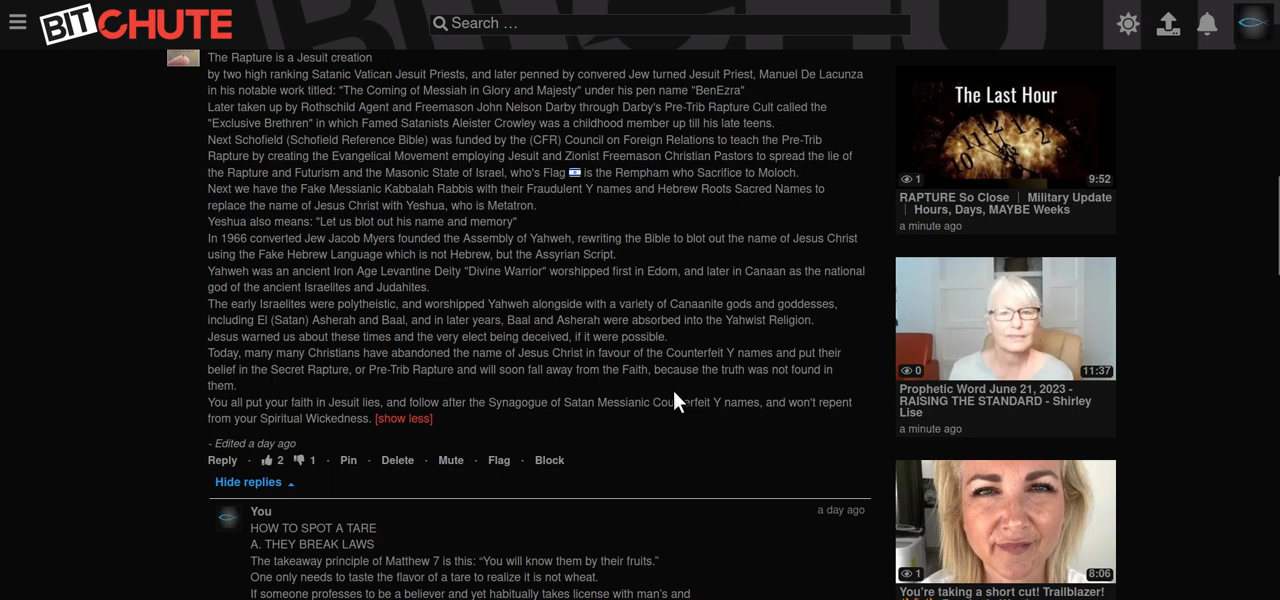 BITCHUTE
Search …
The Rapture is a Jesuit creation
by two high ranking Satanic Vatican Jesuit Priests, and later penned by convered Jew turned Jesuit Priest, Manuel De Lacunza
in his notable work titled: "The Coming of Messiah in Glory and Majesty" under his pen name "BenEzra"
Later taken up by Rothschild Agent and Freemason John Nelson Darby through Darby's Pre-Trib Rapture Cult called the
"Exclusive Brethren" in which Famed Satanists Aleister Crowley was a childhood member up till his late teens.
Next Schofield (Schofield Reference Bible) was funded by the (CFR) Council on Foreign Relations to teach the Pre-Trib
Rapture by creating the Evangelical Movement employing Jesuit and Zionist Freemason Christian Pastors to spread the lie of
the Rapture and Futurism and the Masonic State of Israel, who's Flag 🇮🇱 is the Rempham who Sacrifice to Moloch.
Next we have the Fake Messianic Kabbalah Rabbis with their Fraudulent Y names and Hebrew Roots Sacred Names to
replace the name of Jesus Christ with Yeshua, who is Metatron.
Yeshua also means: "Let us blot out his name and memory"
In 1966 converted Jew Jacob Myers founded the Assembly of Yahweh, rewriting the Bible to blot out the name of Jesus Christ
using the Fake Hebrew Language which is not Hebrew, but the Assyrian Script.
Yahweh was an ancient Iron Age Levantine Deity "Divine Warrior" worshipped first in Edom, and later in Canaan as the national
god of the ancient Israelites and Judahites.
The early Israelites were polytheistic, and worshipped Yahweh alongside with a variety of Canaanite gods and goddesses,
including El (Satan) Asherah and Baal, and in later years, Baal and Asherah were absorbed into the Yahwist Religion.
Jesus warned us about these times and the very elect being deceived, if it were possible.
Today, many many Christians have abandoned the name of Jesus Christ in favour of the Counterfeit Y names and put their
belief in the Secret Rapture, or Pre-Trib Rapture and will soon fall away from the Faith, because the truth was not found in
them.
You all put your faith in Jesuit lies, and follow after the Synagogue of Satan Messianic Counterfeit Y names, and won't repent
from your Spiritual Wickedness. [show less]
- Edited a day ago
Reply · 2 1 · Pin · Delete · Mute · Flag · Block
Hide replies
You a day ago
HOW TO SPOT A TARE
A. THEY BREAK LAWS
The takeaway principle of Matthew 7 is this: “You will know them by their fruits.”
One only needs to taste the flavor of a tare to realize it is not wheat.
If someone professes to be a believer and yet habitually takes license with man's and
The Last Hour
1 9:52
RAPTURE So Close | Military Update
| Hours, Days, MAYBE Weeks
a minute ago
0 11:37
Prophetic Word June 21, 2023 -
RAISING THE STANDARD - Shirley
Lise
a minute ago
1 8:06
You're taking a short cut! Trailblazer!